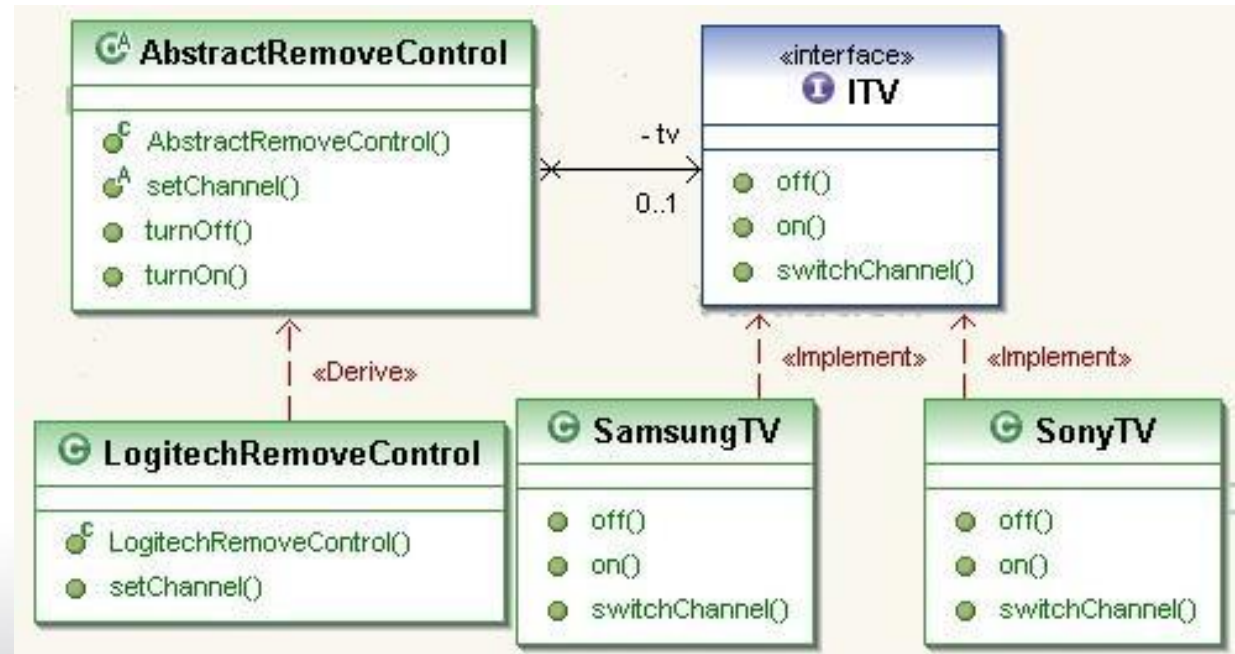 AbstractRemoveControl
AbstractRemoveControl()
setChannel()
turnOff()
turnOn()
- tv
0..1
«interface»
ITV
off()
on()
switchChannel()
«Derive»
«Implement»
«Implement»
LogitechRemoveControl
LogitechRemoveControl()
setChannel()
SamsungTV
off()
on()
switchChannel()
SonyTV
off()
on()
switchChannel()